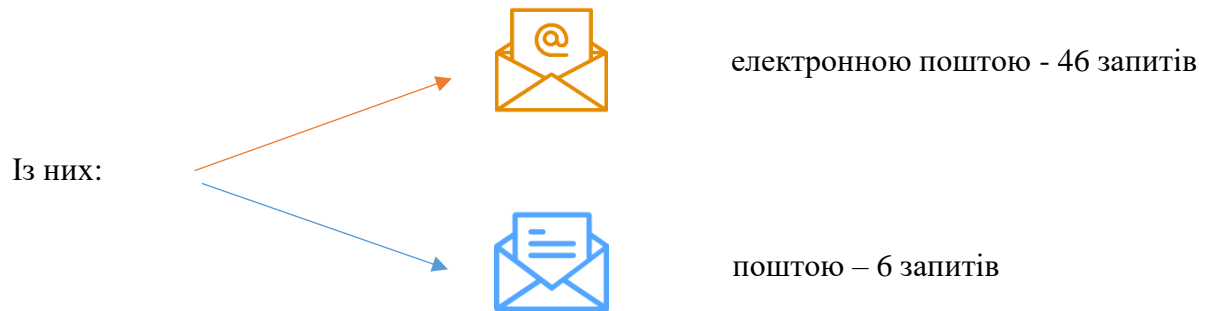 електронною поштою - 46 запитів
Із них:
поштою – 6 запитів